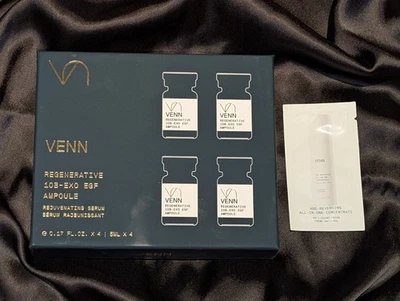 VENN
REGENERATIVE
10B-EXO EGF
AMPOULE
REJUVENATING SERUM
SÉRUM RAJEUNISSANT
0.17 FL.OZ. X 4 | 5ML X 4
VENN
REGENERATIVE
10B-EXO EGF
AMPOULE
VENN
REGENERATIVE
10B-EXO EGF
AMPOULE
VENN
REGENERATIVE
10B-EXO EGF
AMPOULE
VENN
REGENERATIVE
10B-EXO EGF
AMPOULE
VENN
AGE-REVERSING
ALL-IN-ONE CONCENTRATE